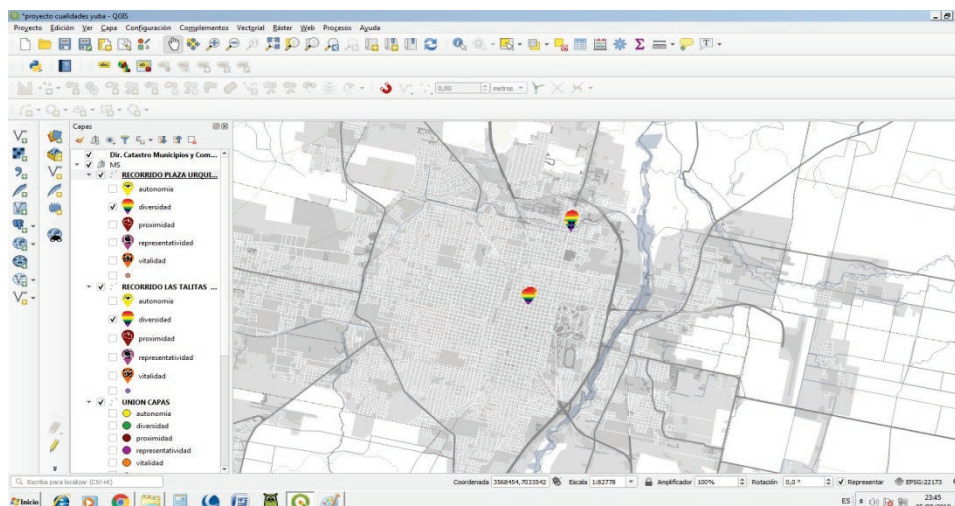 *proyecto cualidades yuba - QGIS
Proyecto Edición Ver Capa Configuración Complementos Vectorial Ráster Web Procesos Ayuda
0,00 metros
Capas
Dir. Catastro Municipios y Com...
MS
RECORRIDO PLAZA URQUI...
autonomia
diversidad
proximidad
representatividad
vitalidad
RECORRIDO LAS TALITAS ...
autonomia
diversidad
proximidad
representatividad
vitalidad
UNION CAPAS
autonomia
diversidad
proximidad
representatividad
vitalidad
Escriba para localizar (Ctrl+K) Coordenada 3568454,7033542 Escala 1:82778 Amplificador 100% Rotación 0,0 ° Representar EPSG:22173
Inicio ES 23:45